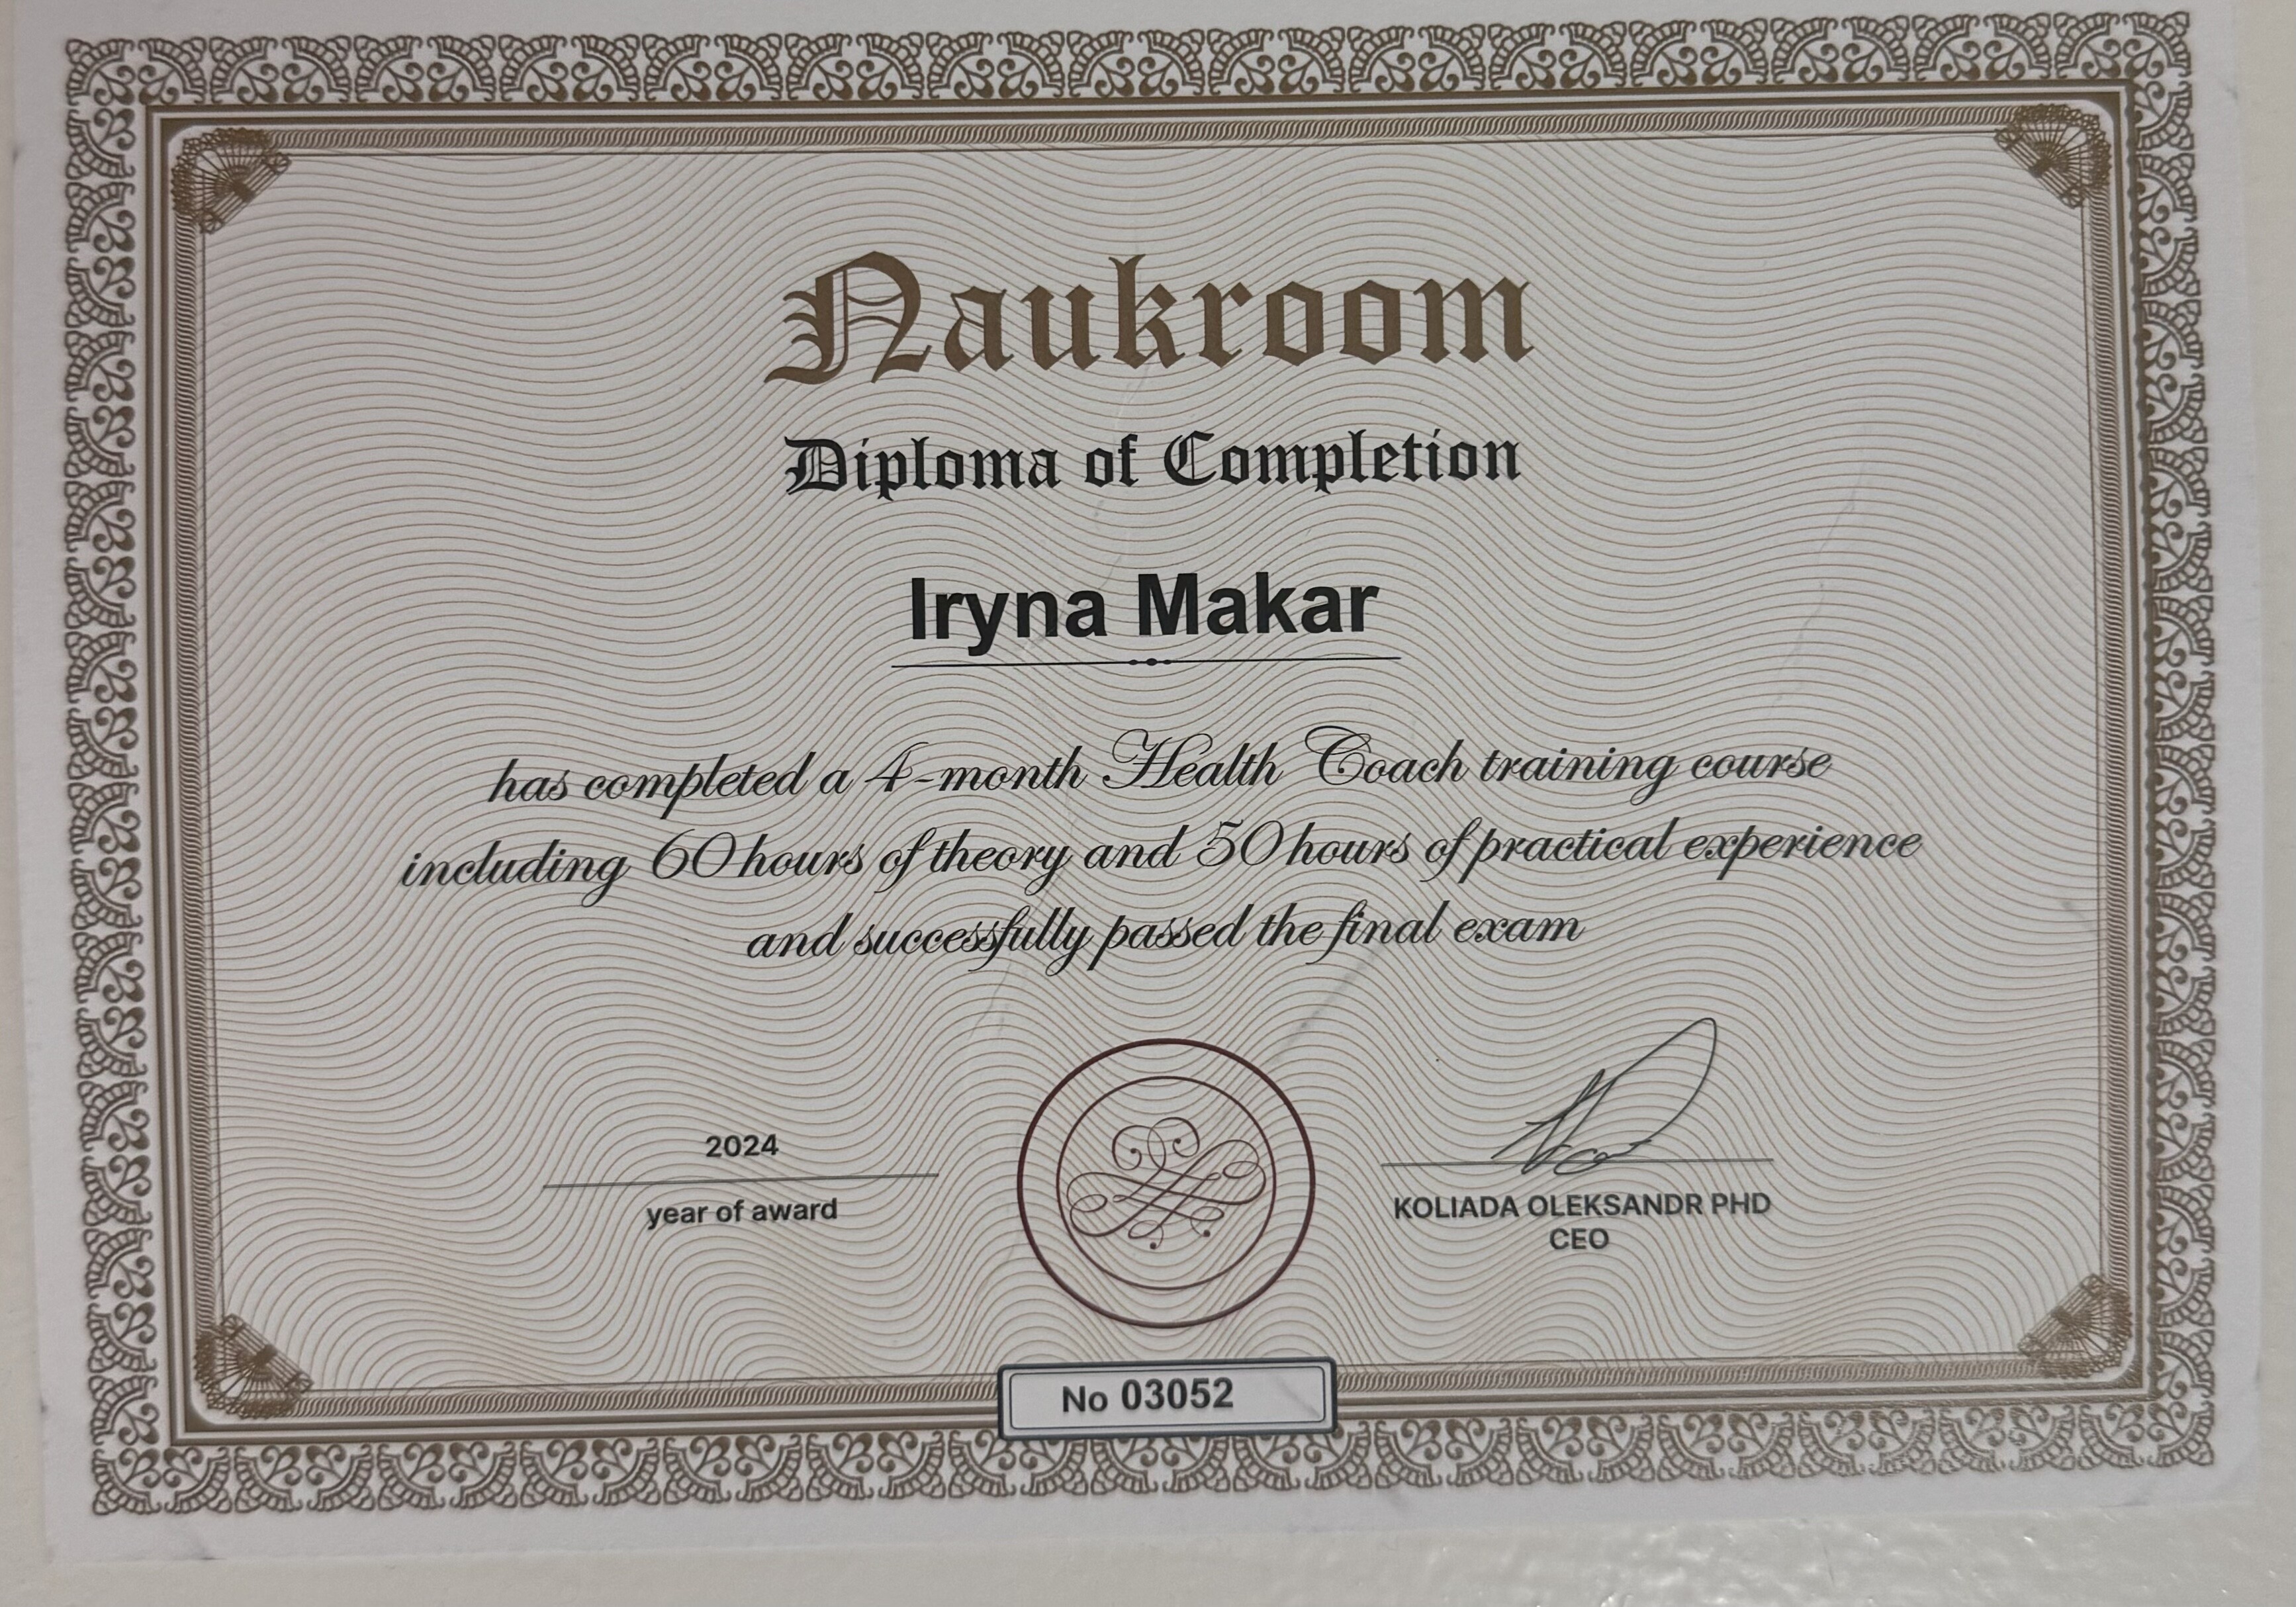 Naukroom
Diploma of Completion
Iryna Makar
has completed a 4-month Health Coach training course
including 60 hours of theory and 50 hours of practical experience
and successfully passed the final exam
2024
year of award
KOLIADA OLEKSANDR PHD
CEO
No 03052